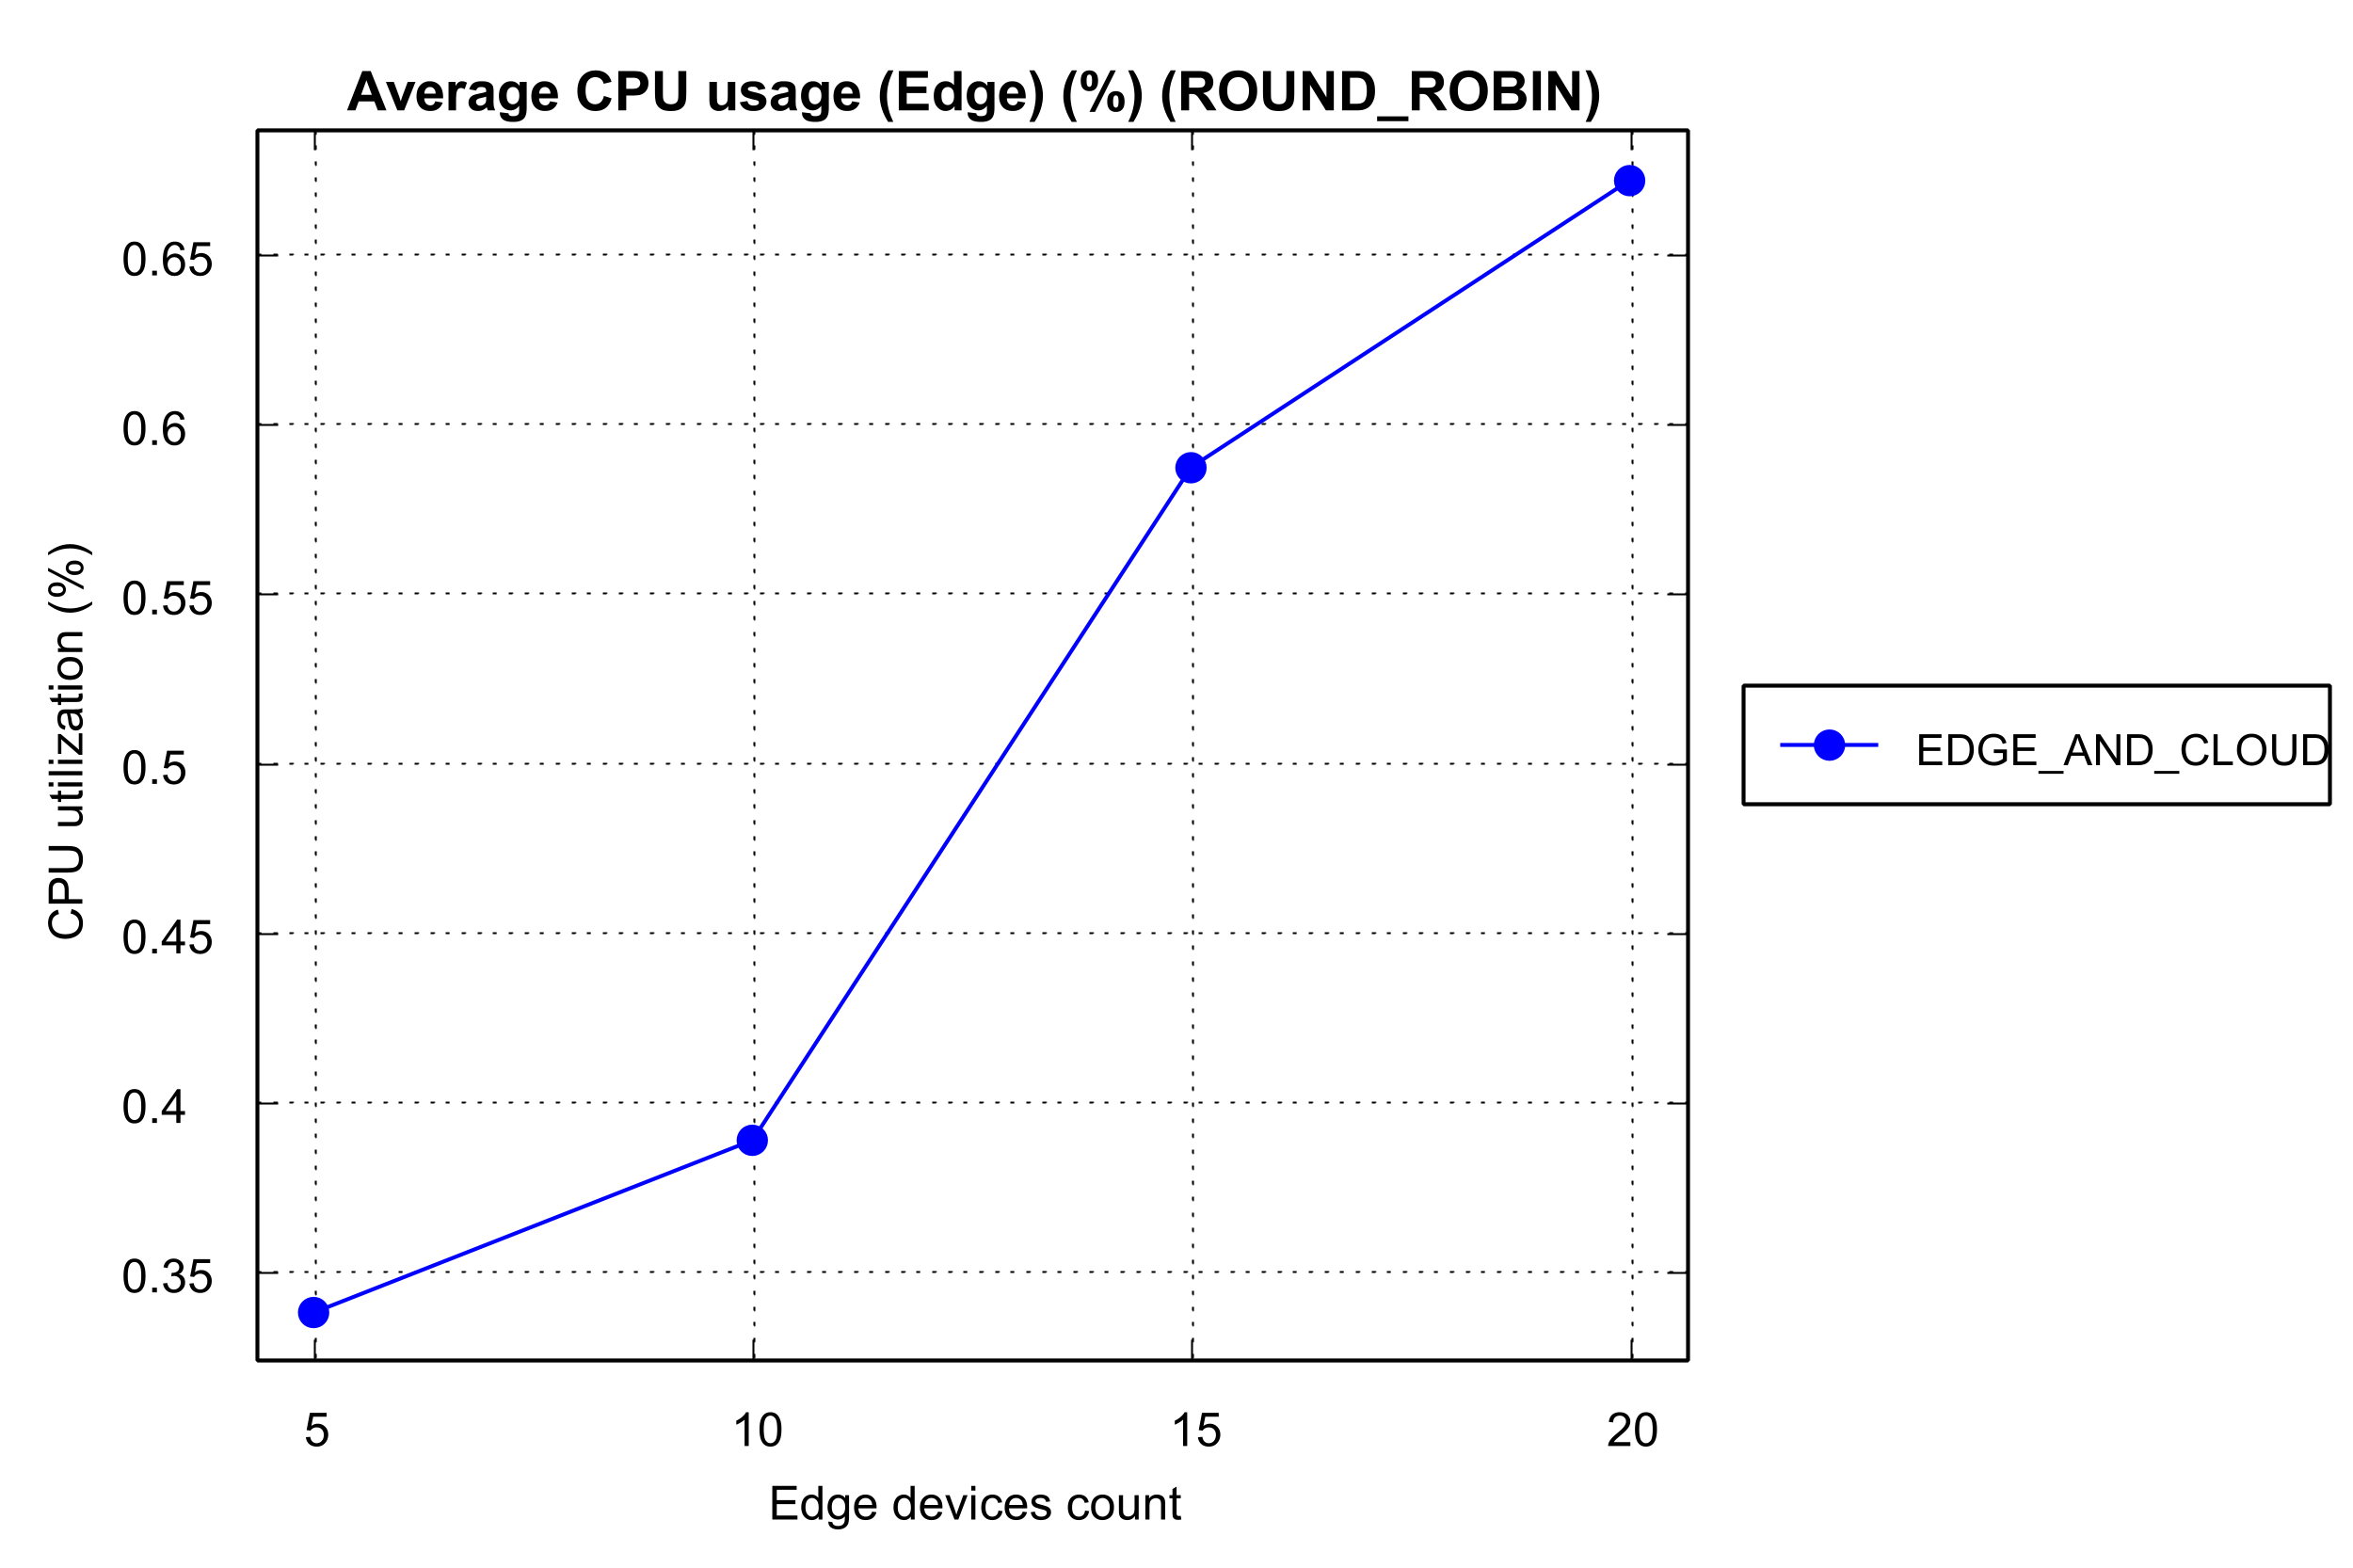 Average CPU usage (Edge) (%) (ROUND_ROBIN)
0.65
0.6
0.55
0.5
0.45
0.4
0.35
CPU utilization (%)
EDGE_AND_CLOUD
5 10 15 20
Edge devices count